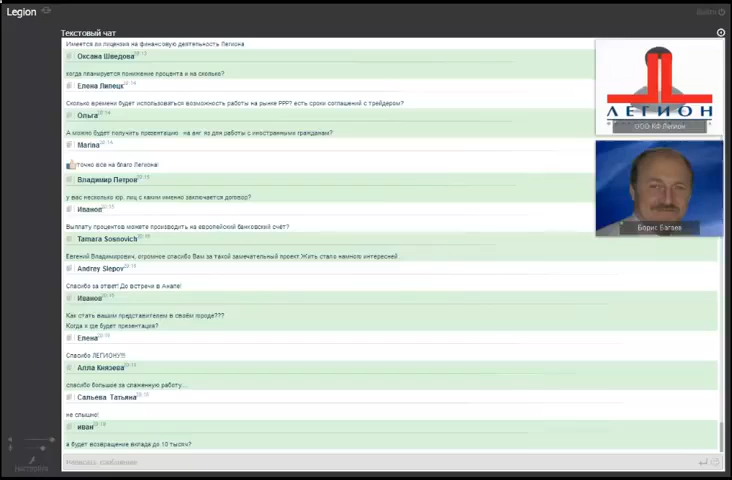 Legion
Выйти
Текстовый чат
Имеется ли лицензия на финансовую деятельность Легиона
Оксана Шведова
когда планируется понижение процента и на сколько?
Елена Липецк
Сколько времени будет использоваться возможность работы на рынке РРР? есть сроки соглашений с трейдером?
Ольга
А можно будет получить презентацию на анг яз для работы с иностранными гражданами?
Marina
точно все на благо Легиона!
Владимир Петрон
у вас несколько юр. лиц с каким именно заключается договор?
Иванов
Выплату процентов можете производить на европейский банковский счёт?
Tamara Sosnovich
Евгений Владимирович, огромное спасибо Вам за такой замечательный проект.Жить стало намного интересней
Andrey Slepov
Спасибо за ответ! До встречи в Анапе!
Иванов
Как стать вашим представителем в своём городе???
Когда и где будет презентация?
Елена
Спасибо ЛЕГИОНУ!!!
Алла Князева
спасибо большое за слаженную работу...
Сальева Татьяна
не слышно!
иван
а будет возвращение вклада до 10 тысяч?
Написать сообщение
Настройки
ЛЕГИОН
Борис Багаев